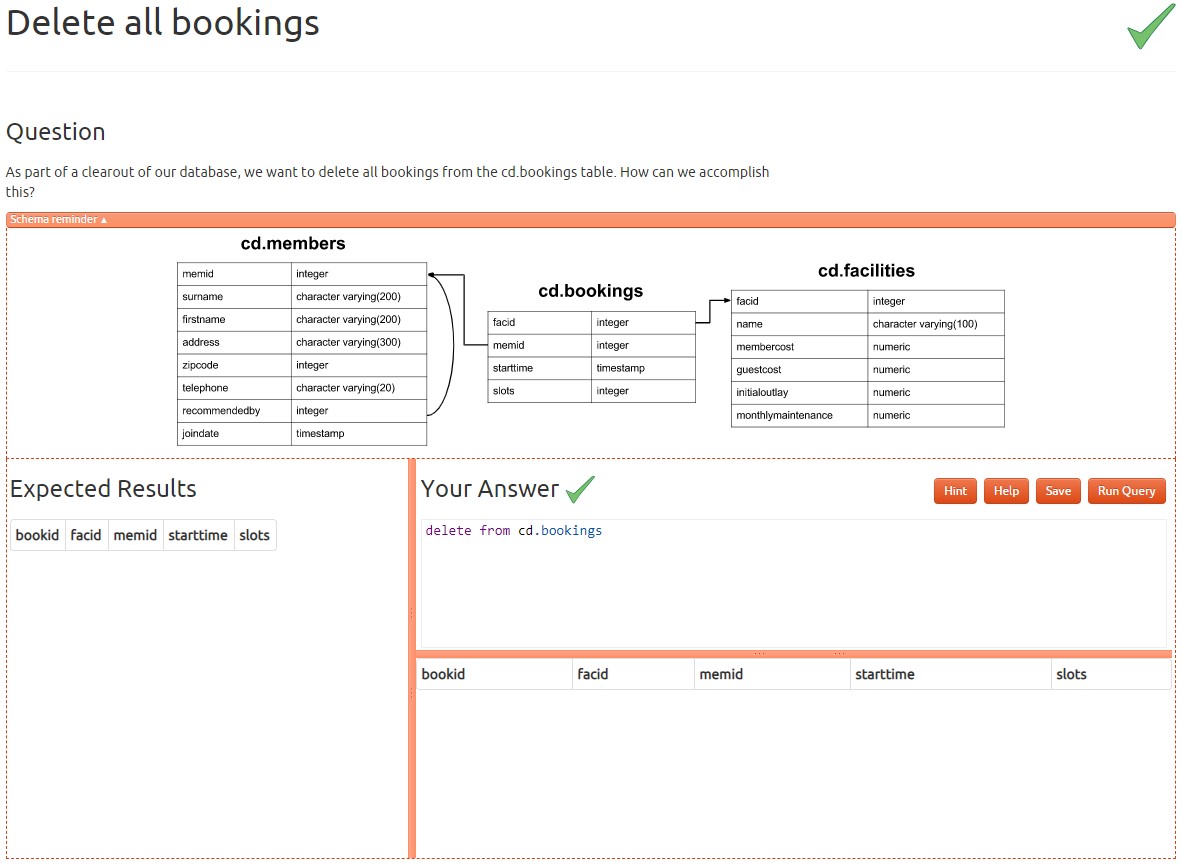 Delete all bookings
Question
As part of a clearout of our database, we want to delete all bookings from the cd.bookings table. How can we accomplish
this?
Schema reminder ▲
cd.members
memid integer
surname character varying(200)
firstname character varying(200)
address character varying(300)
zipcode integer
telephone character varying(20)
recommendedby integer
joindate timestamp
cd.bookings
facid integer
memid integer
starttime timestamp
slots integer
cd.facilities
facid integer
name character varying(100)
membercost numeric
guestcost numeric
initialoutlay numeric
monthlymaintenance numeric
Expected Results
bookid facid memid starttime slots
Your Answer
Hint Help Save Run Query
delete from cd.bookings
bookid facid memid starttime slots